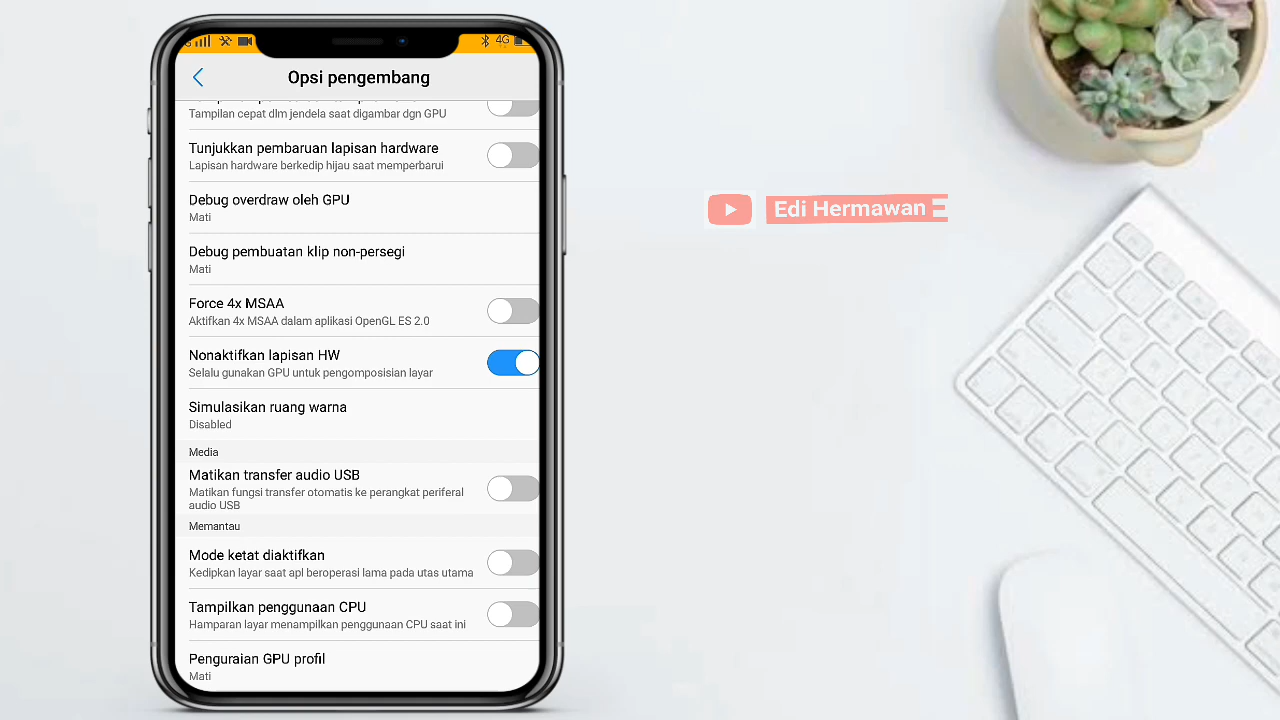 4G
Opsi pengembang
Tampilan cepat dlm jendela saat digambar dgn GPU
Tunjukkan pembaruan lapisan hardware
Lapisan hardware berkedip hijau saat memperbarui
Debug overdraw oleh GPU
Mati
Debug pembuatan klip non-persegi
Mati
Force 4x MSAA
Aktifkan 4x MSAA dalam aplikasi OpenGL ES 2.0
Nonaktifkan lapisan HW
Selalu gunakan GPU untuk pengomposisian layar
Simulasikan ruang warna
Disabled
Media
Matikan transfer audio USB
Matikan fungsi transfer otomatis ke perangkat periferal
audio USB
Memantau
Mode ketat diaktifkan
Kedipkan layar saat apl beroperasi lama pada utas utama
Tampilkan penggunaan CPU
Hamparan layar menampilkan penggunaan CPU saat ini
Penguraian GPU profil
Mati
Edi Hermawan E